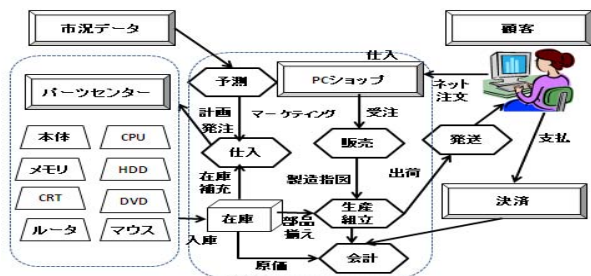 市況データ
顧客
仕入
予測
PCショップ
ネット
注文
パーツセンター
計画
発注
マーケティング
受注
本体
CPU
仕入
販売
発送
支払
メモリ
HDD
在庫
補充
製造指図
出荷
CRT
DVD
在庫
部品
揃え
生産
組立
決済
ルータ
マウス
入庫
原価
会計